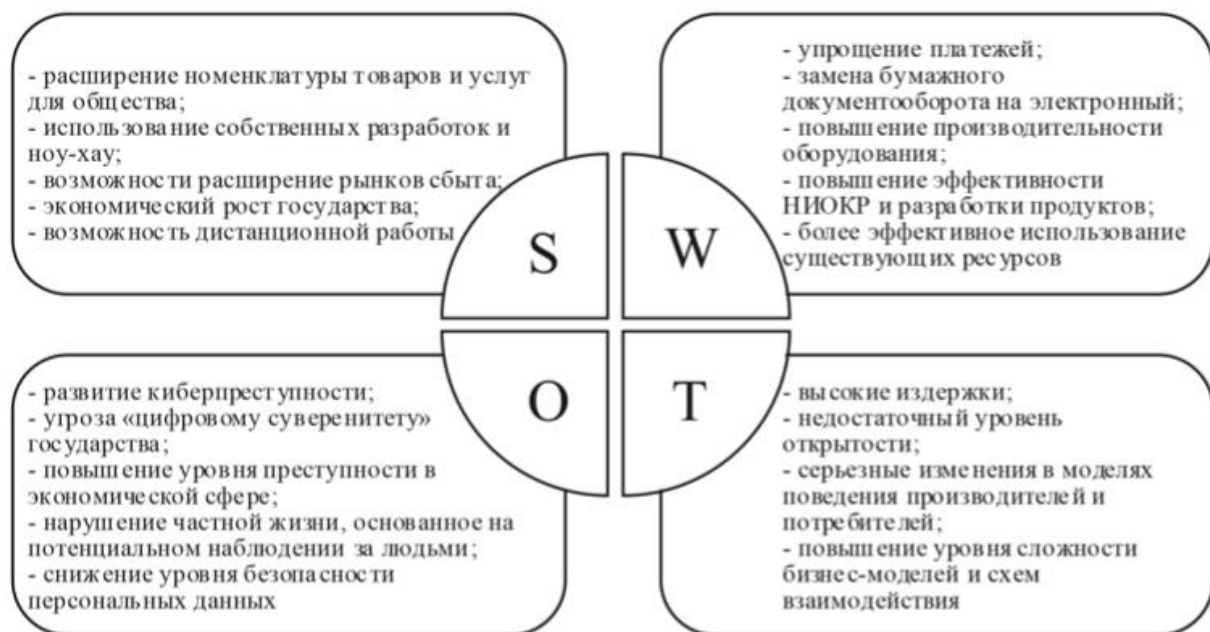 - расширение номенклатуры товаров и услуг
для общества;
- использование собственных разработок и
ноу-хау;
- возможности расширение рынков сбыта;
- экономический рост государства;
- возможность дистанционной работы
- упрощение платежей;
- замена бумажного
документооборота на электронный;
- повышение производительности
оборудования;
- повышение эффективности
НИОКР и разработки продуктов;
- более эффективное использование
существующих ресурсов
S
W
O
T
- развитие киберпреступности;
- угроза «цифровому суверенитету»
государства;
- повышение уровня преступности в
экономической сфере;
- нарушение частной жизни, основанное на
потенциальном наблюдении за людьми;
- снижение уровня безопасности
персональных данных
- высокие издержки;
- недостаточный уровень
открытости;
- серьезные изменения в моделях
поведения производителей и
потребителей;
- повышение уровня сложности
бизнес-моделей и схем
взаимодействия